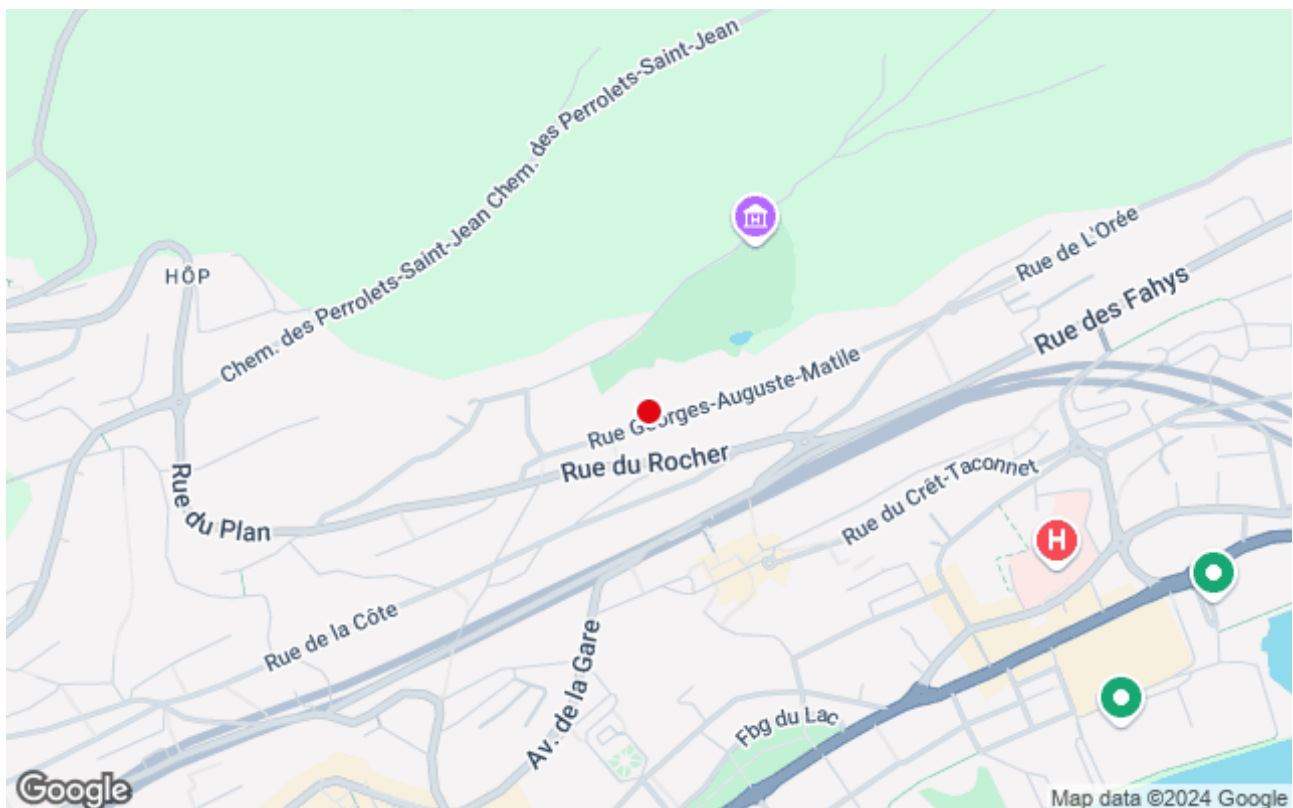 Chem. des Perrolets-Saint-Jean
Chem. des Perrolets-Saint-Jean
HÔP
Rue de L'Orée
Rue des Fahys
Rue Georges-Auguste-Matile
Rue du Rocher
Rue du Plan
Rue du Crêt-Taconnet
H
Rue de la Côte
Av. de la Gare
Fbg du Lac
Google
Map data ©2024 Google